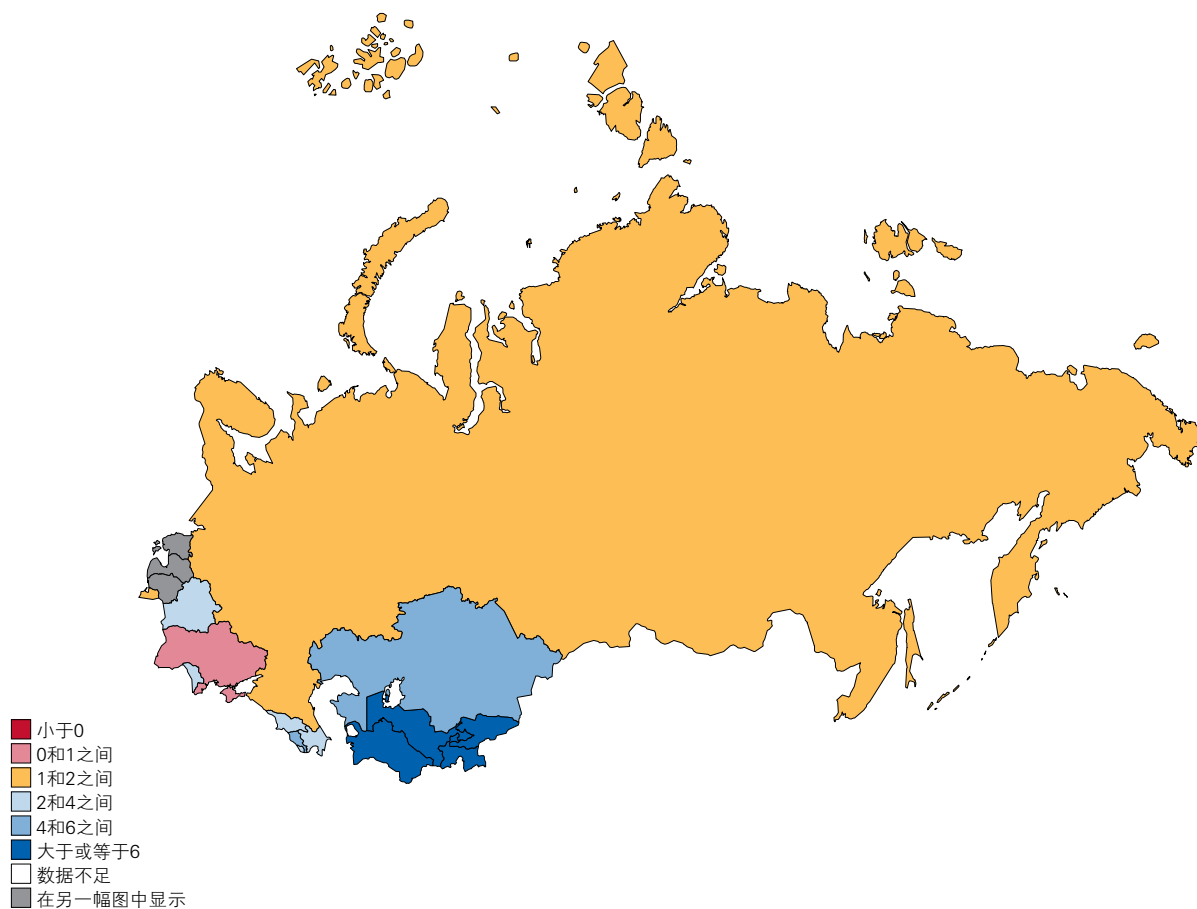 小于0
0和1之间
1和2之间
2和4之间
4和6之间
大于或等于6
数据不足
在另一幅图中显示